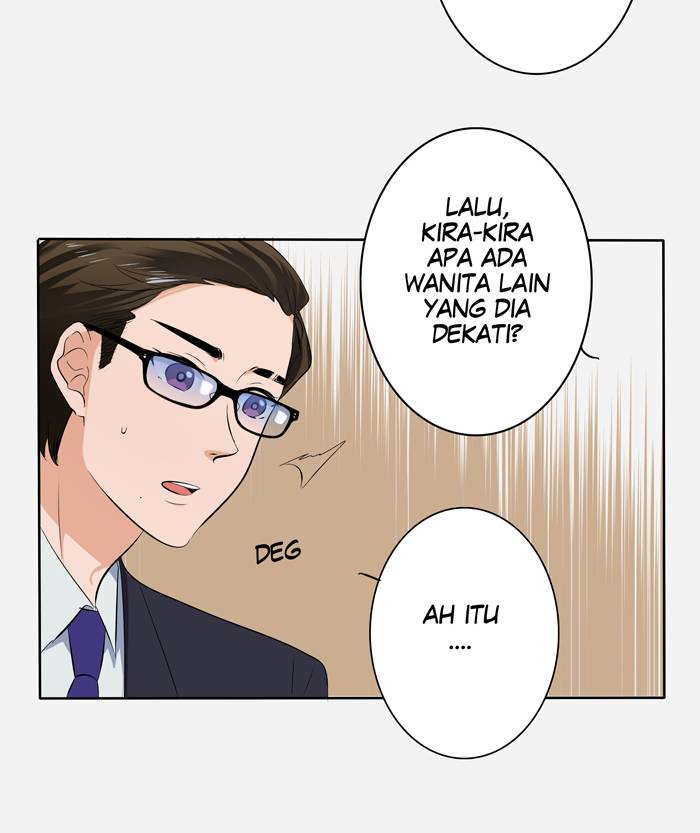 LALU,
KIRA-KIRA
APA ADA
WANITA LAIN
YANG DIA
DEKATI?
DEG
AH ITU
....